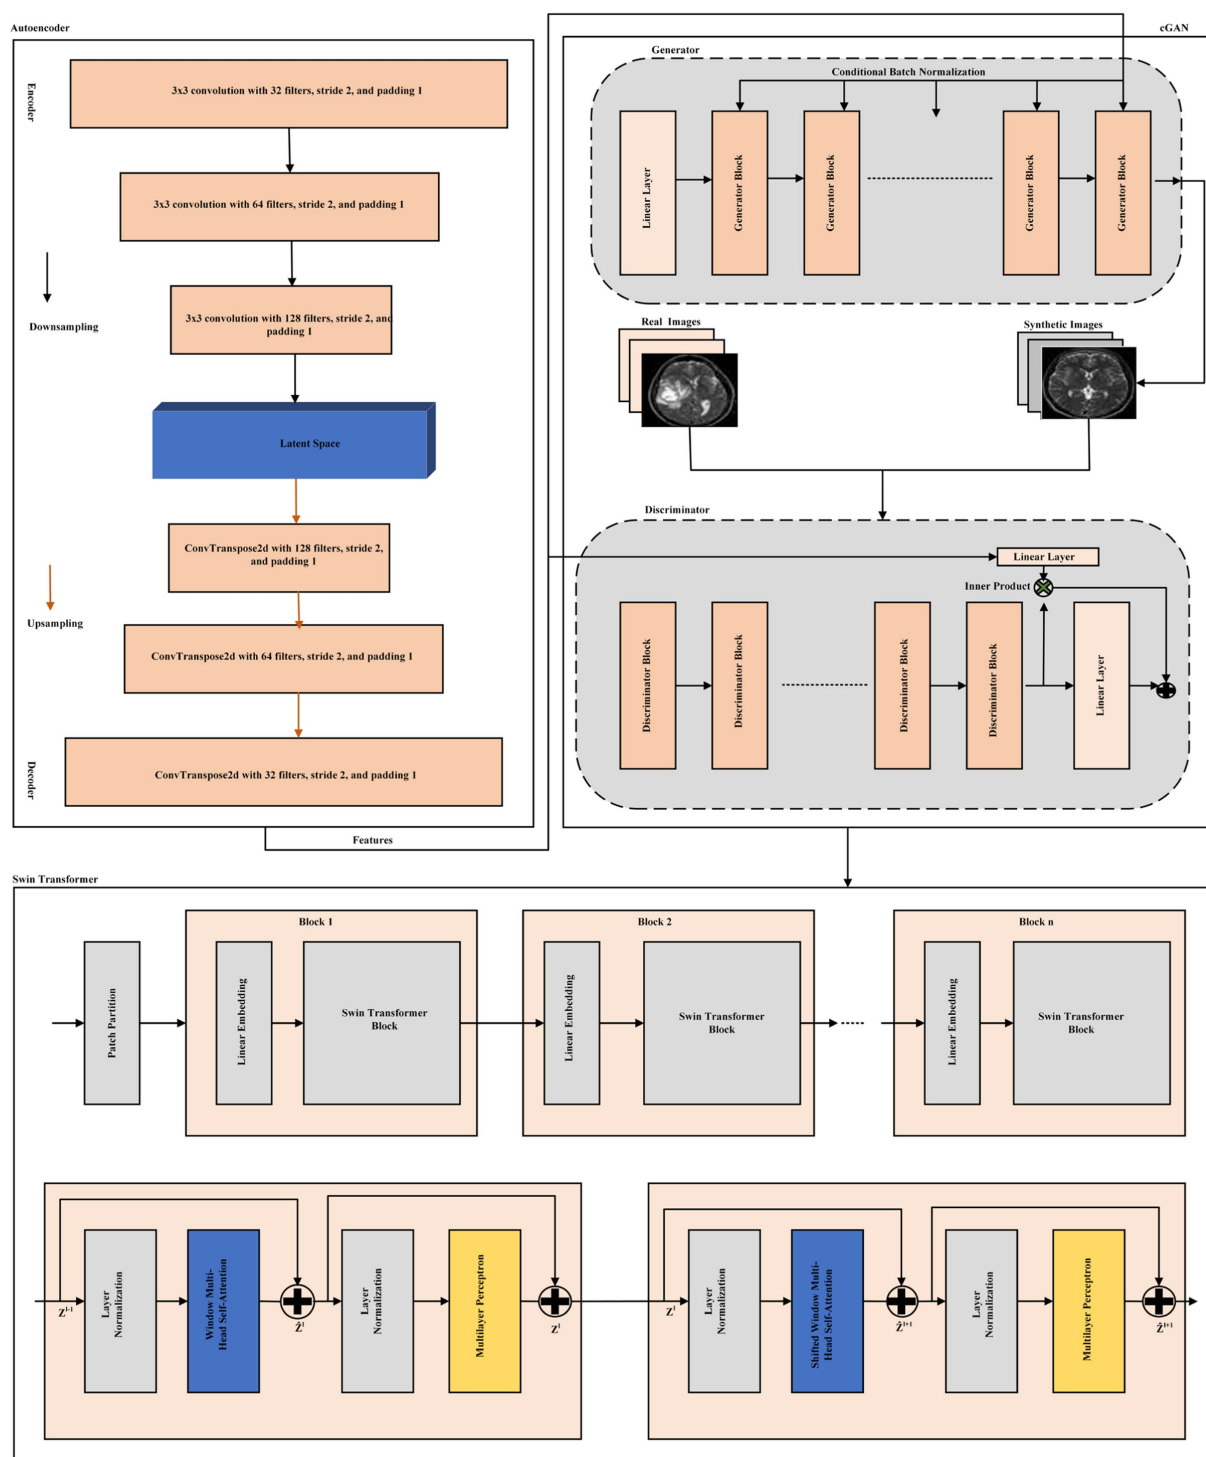 Autoencoder
Encoder
3x3 convolution with 32 filters, stride 2, and padding 1
3x3 convolution with 64 filters, stride 2, and padding 1
Downsampling
3x3 convolution with 128 filters, stride 2, and
padding 1
Latent Space
ConvTranspose2d with 128 filters, stride 2,
and padding 1
Upsampling
ConvTranspose2d with 64 filters, stride 2, and padding 1
Decoder
ConvTranspose2d with 32 filters, stride 2, and padding 1
Features
cGAN
Generator
Conditional Batch Normalization
Linear Layer
Generator Block
Generator Block
Generator Block
Generator Block
Real Images
Synthetic Images
Discriminator
Linear Layer
Inner Product
Discriminator Block
Discriminator Block
Discriminator Block
Discriminator Block
Linear Layer
Swin Transformer
Patch Partition
Block 1
Linear Embedding
Swin Transformer
Block
Block 2
Linear Embedding
Swin Transformer
Block
Block n
Linear Embedding
Swin Transformer
Block
Z^l-1
Layer
Normalization
Window Multi-
Head Self-Attention
Ẑ^l
Layer
Normalization
Multilayer Perceptron
Z^l
Z^l
Layer
Normalization
Shifted Window Multi-
Head Self-Attention
Ẑ^l+1
Layer
Normalization
Multilayer Perceptron
Ẑ^l+1